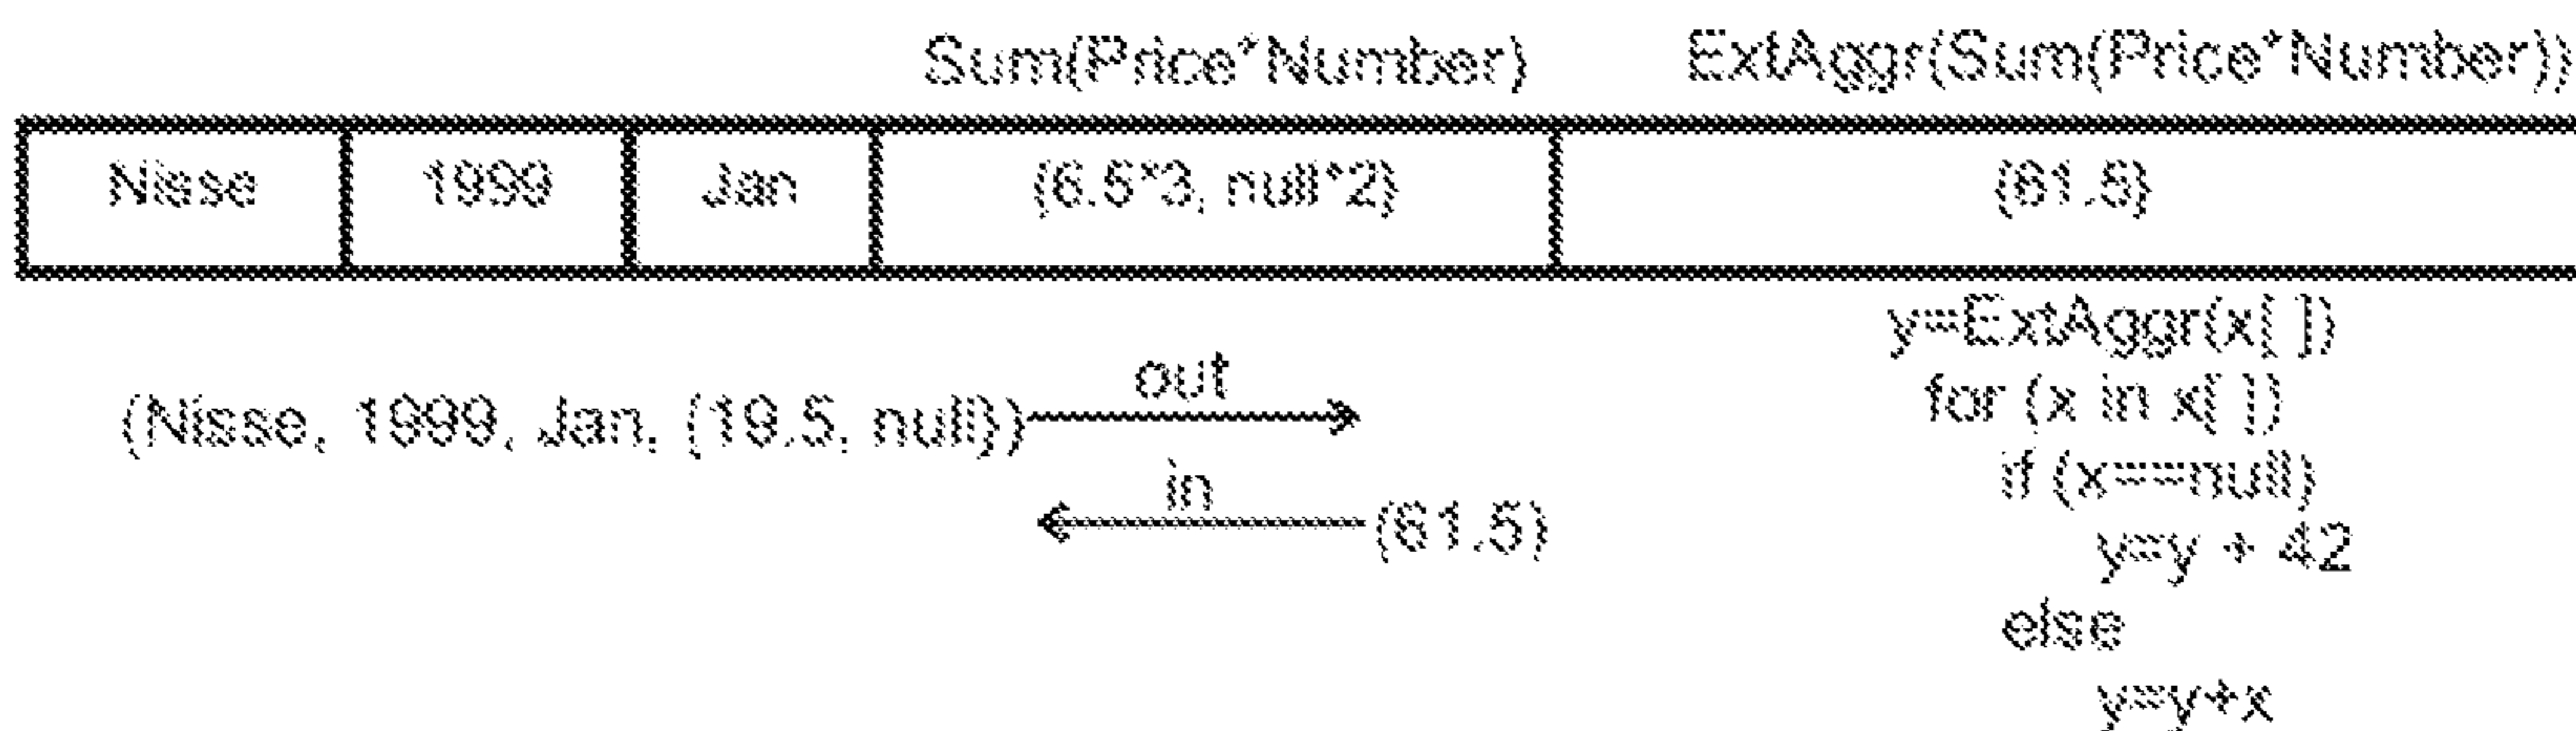 Sum(Price*Number) ExtAggr(Sum(Price*Number))
Nisse 1999 Jan {6.5*3, null*2} {61.5}
y=ExtAggr(x[ ])
out
for (x in x[ ])
(Nisse, 1999, Jan, {19.5, null})
in
if (x==null)
{61.5}
y=y + 42
else
y=y+x